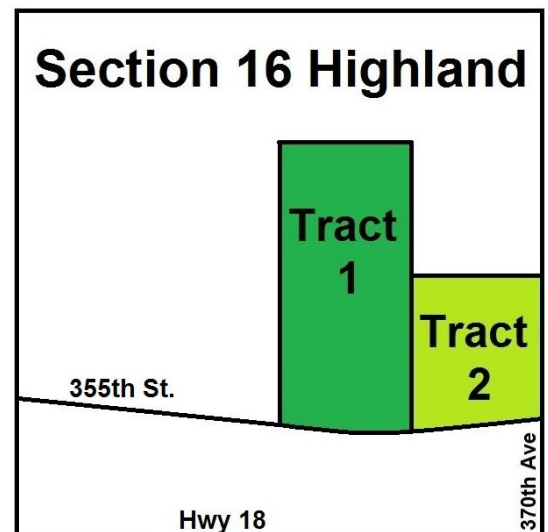 Section 16 Highland
Tract
1
Tract
2
355th St.
370th Ave
Hwy 18